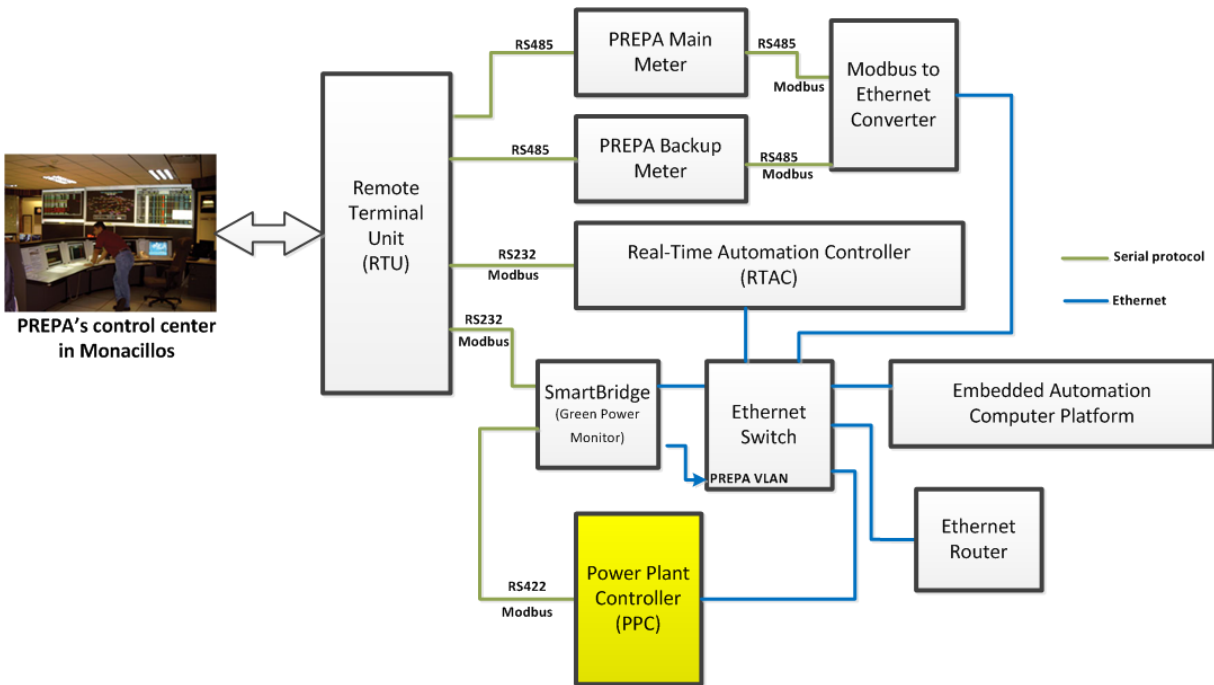 RS485
PREPA Main
Meter
RS485
Modbus
Modbus to
Ethernet
Converter
RS485
PREPA Backup
Meter
RS485
Modbus
Remote
Terminal
Unit
(RTU)
PREPA's control center
in Monacillos
RS232
Modbus
Real-Time Automation Controller
(RTAC)
Serial protocol
Ethernet
RS232
Modbus
SmartBridge
(Green Power
Monitor)
Ethernet
Switch
PREPA VLAN
Embedded Automation
Computer Platform
Ethernet
Router
RS422
Modbus
Power Plant
Controller
(PPC)